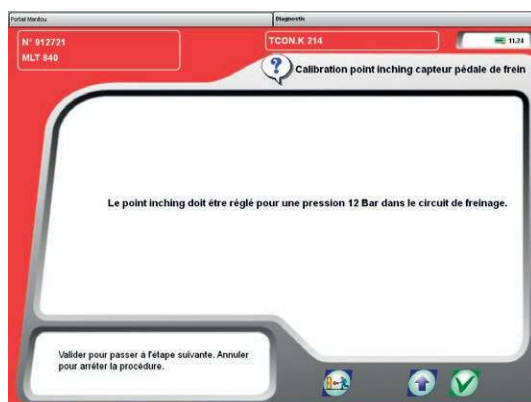 Portail Manitou
Diagnostic
N° 912721
MLT 840
TCON.K 214
11.24
Calibration point inching capteur pédale de frein
Le point inching doit être réglé pour une pression 12 Bar dans le circuit de freinage.
Valider pour passer à l'étape suivante. Annuler
pour arrêter la procédure.